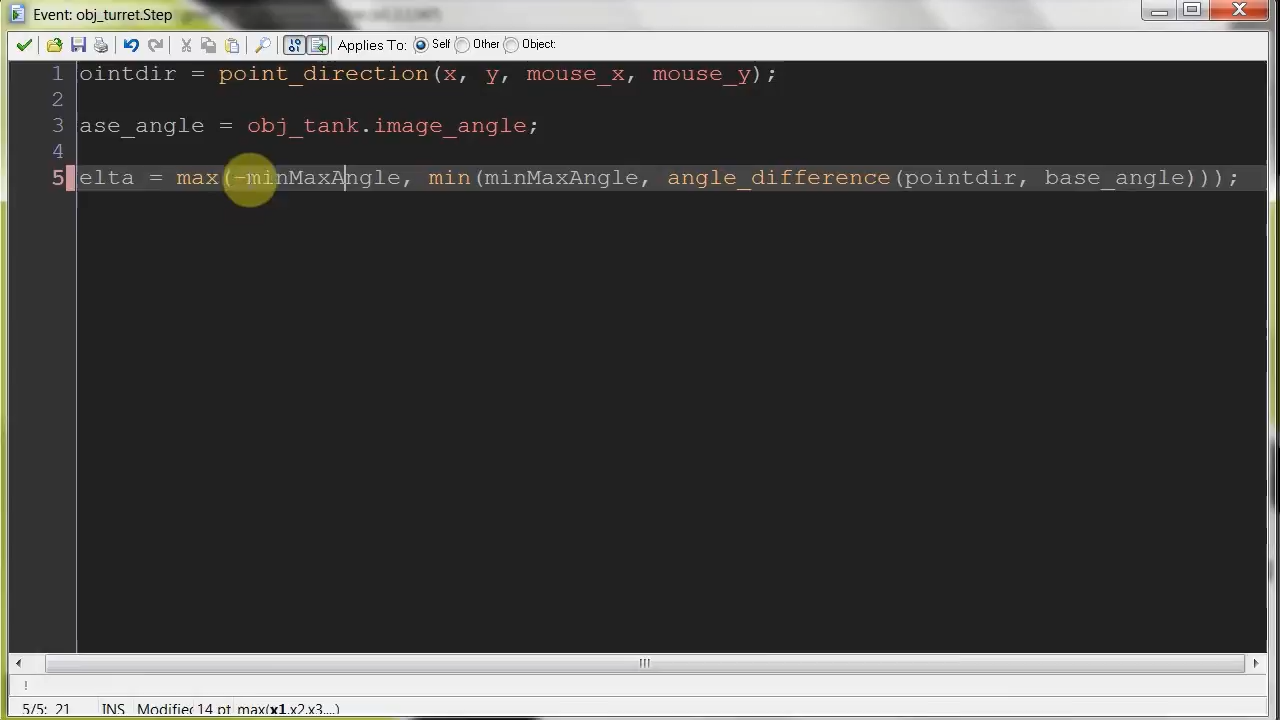 Event: obj_turret.Step
Applies To: Self Other Object:
1 ointdir = point_direction(x, y, mouse_x, mouse_y);
2
3 ase_angle = obj_tank.image_angle;
4
5 elta = max(-minMaxAngle, min(minMaxAngle, angle_difference(pointdir, base_angle)));
!
5/5: 21 INS Modified 14 pt max(x1,x2,x3,...)